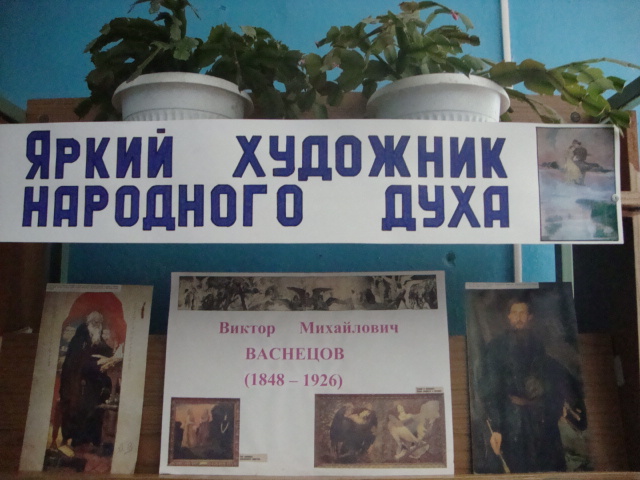 ЯРКИЙ ХУДОЖНИК
НАРОДНОГО ДУХА
Виктор Михайлович
ВАСНЕЦОВ
(1848 – 1926)